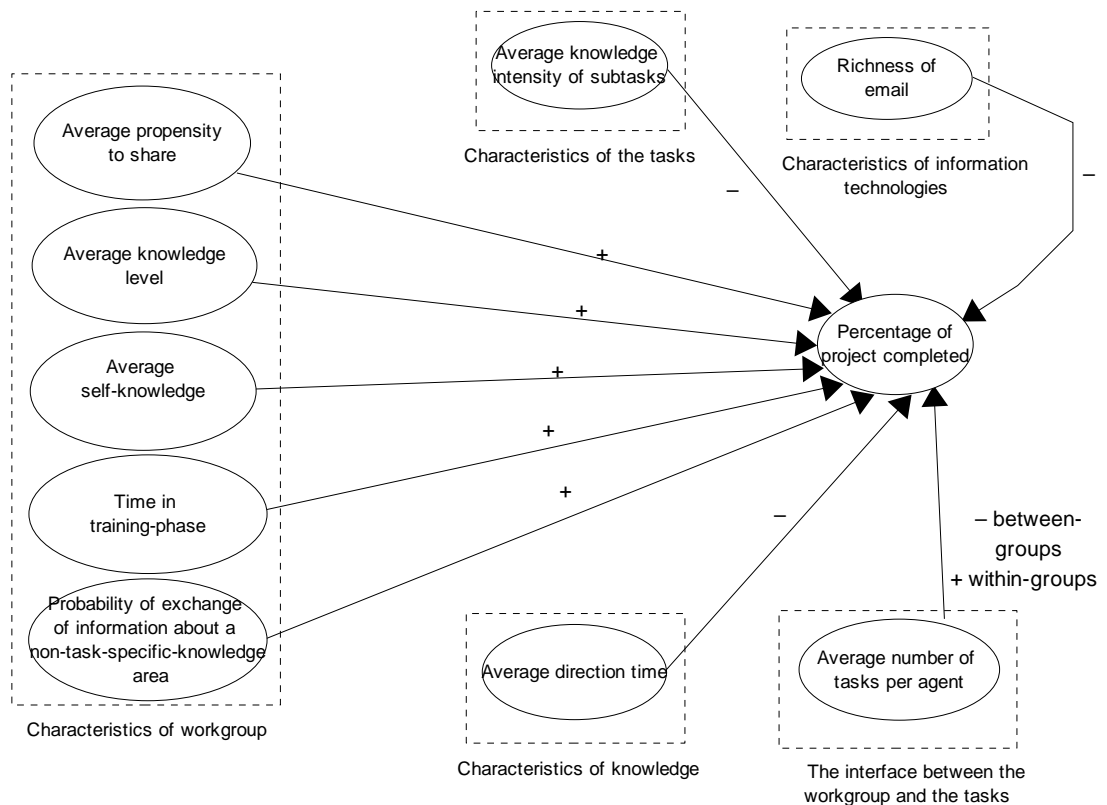 Average knowledge
intensity of subtasks
Characteristics of the tasks
Richness of
email
Characteristics of information
technologies
Average propensity
to share
Average knowledge
level
Average
self-knowledge
Time in
training-phase
Probability of exchange
of information about a
non-task-specific-knowledge
area
Characteristics of workgroup
–
–
+
+
+
+
+
–
Percentage of
project completed
– between-
groups
+ within-groups
Average direction time
Characteristics of knowledge
Average number of
tasks per agent
The interface between the
workgroup and the tasks